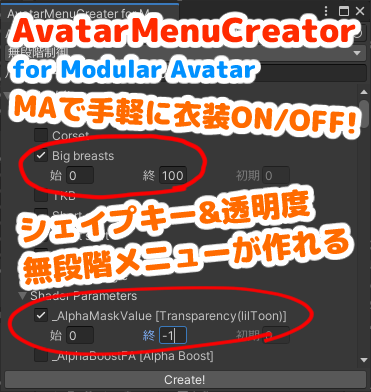 AvatarMenuCreater for M
AvatarMenuCreator
無段階制御
for Modular Avatar
MAで手軽に衣装ON/OFF!
Corset
Big breasts
始 0 終 100 初期 0
TKB
シェイプキー&透明度
無段階メニューが作れる
Shader Parameters
_AlphaMaskValue [Transparency(lilToon)]
始 0 終 -1 初期 0
_AlphaBoostFA [Alpha Boost]
Create!